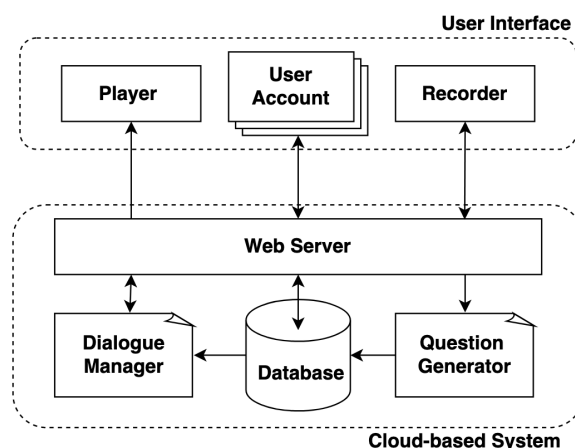 User Interface
Player
User
Account
Recorder
Web Server
Dialogue
Manager
Database
Question
Generator
Cloud-based System